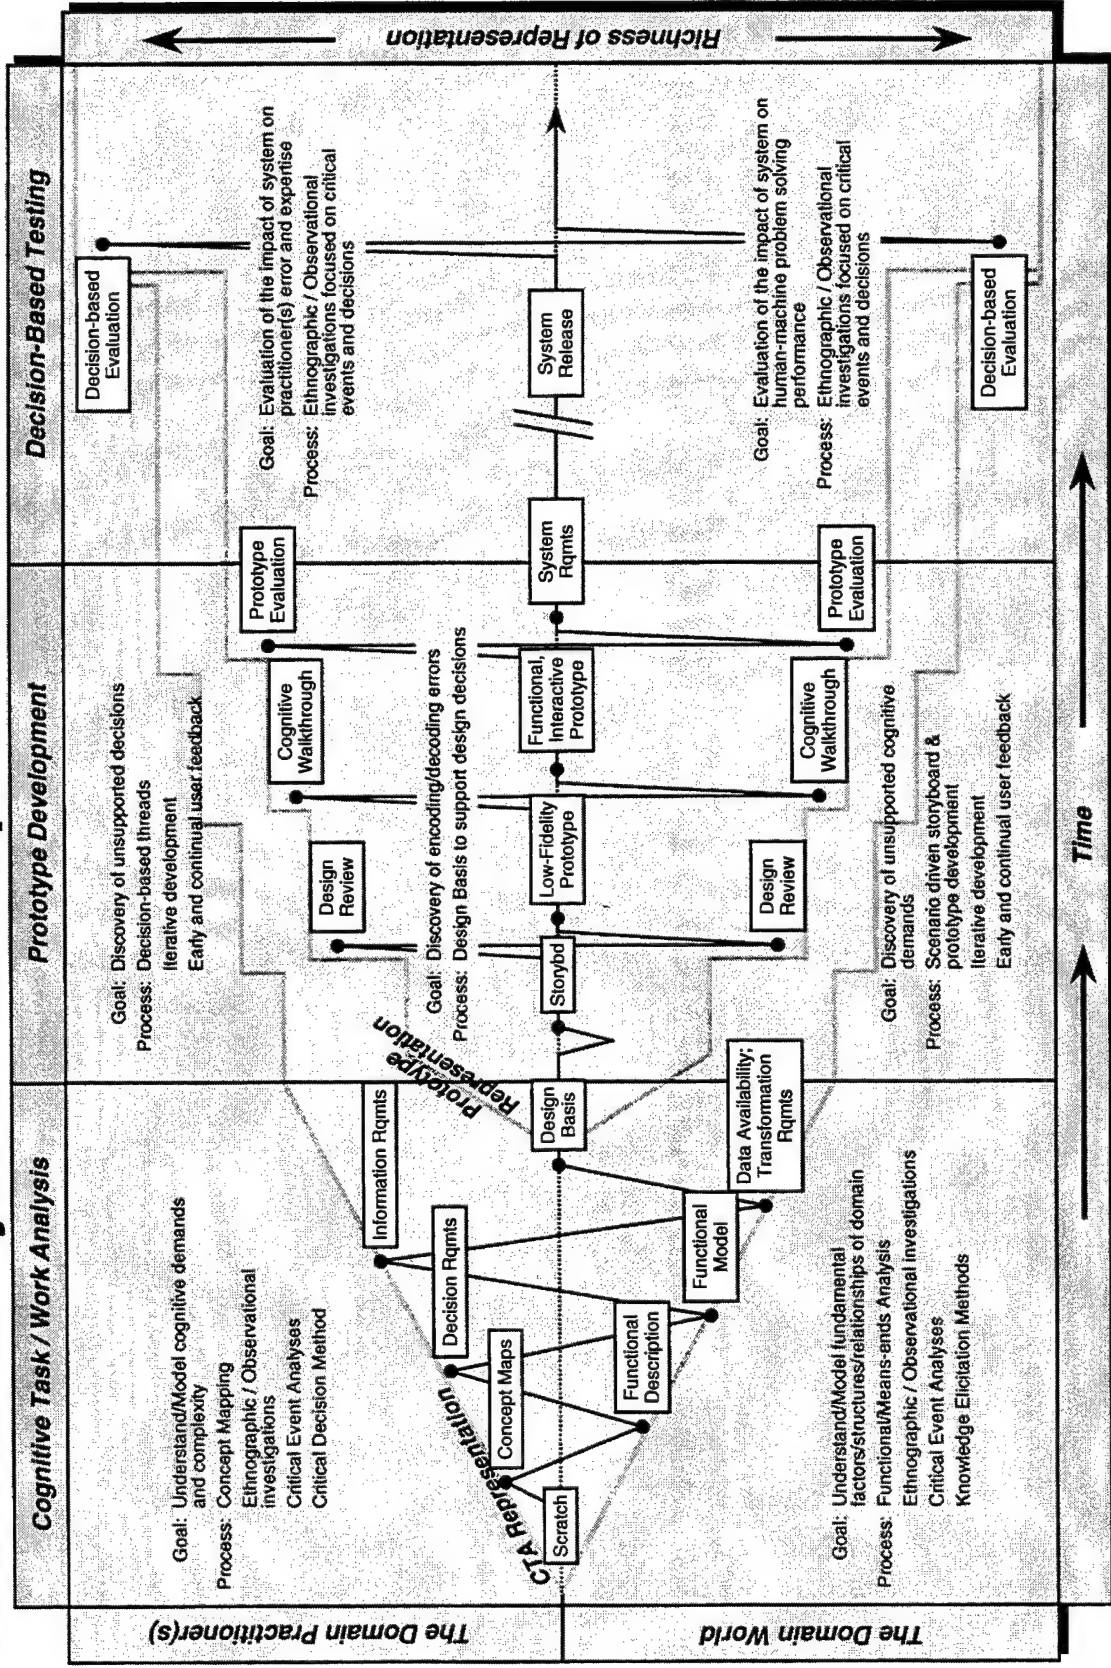 Cognitive Task / Work Analysis
Prototype Development
Decision-Based Testing
The Domain Practitioner(s)
Goal: Understand/Model cognitive demands
and complexity
Process: Concept Mapping
Ethnographic / Observational
investigations
Critical Event Analyses
Critical Decision Method
Goal: Discovery of unsupported decisions
Process: Decision-based threads
Iterative development
Early and continual user feedback
Decision-based
Evaluation
Goal: Evaluation of the impact of system on
practitioner(s) error and expertise
Process: Ethnographic / Observational
investigations focused on critical
events and decisions
Richness of Representation
CTA Representation
Scratch
Concept Maps
Decision Rqmts
Information Rqmts
Functional
Description
Functional
Model
Data Availability;
Transformation
Rqmts
Design
Basis
Prototype
Representation
Design
Review
Cognitive
Walkthrough
Prototype
Evaluation
Goal: Discovery of encoding/decoding errors
Process: Design Basis to support design decisions
Storybd
Low-Fidelity
Prototype
Functional,
Interactive
Prototype
System
Rqmts
System
Release
Design
Review
Cognitive
Walkthrough
Prototype
Evaluation
The Domain World
Goal: Understand/Model fundamental
factors/structures/relationships of domain
Process: Functional/Means-ends Analysis
Ethnographic / Observational investigations
Critical Event Analyses
Knowledge Elicitation Methods
Goal: Discovery of unsupported cognitive
demands
Process: Scenario driven storyboard &
prototype development
Iterative development
Early and continual user feedback
Goal: Evaluation of the impact of system on
human-machine problem solving
performance
Process: Ethnographic / Observational
investigations focused on critical
events and decisions
Decision-based
Evaluation
Time